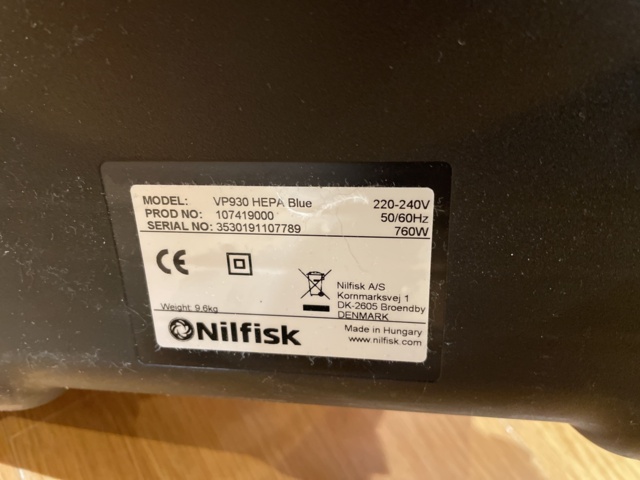 MODEL: VP930 HEPA Blue 220-240V
PROD NO: 107419000 50/60Hz
SERIAL NO: 3530191107789 760W
CE
Nilfisk A/S
Kornmarksvej 1
DK-2605 Broendby
DENMARK
Weight: 9.6kg
Nilfisk
Made in Hungary
www.nilfisk.com